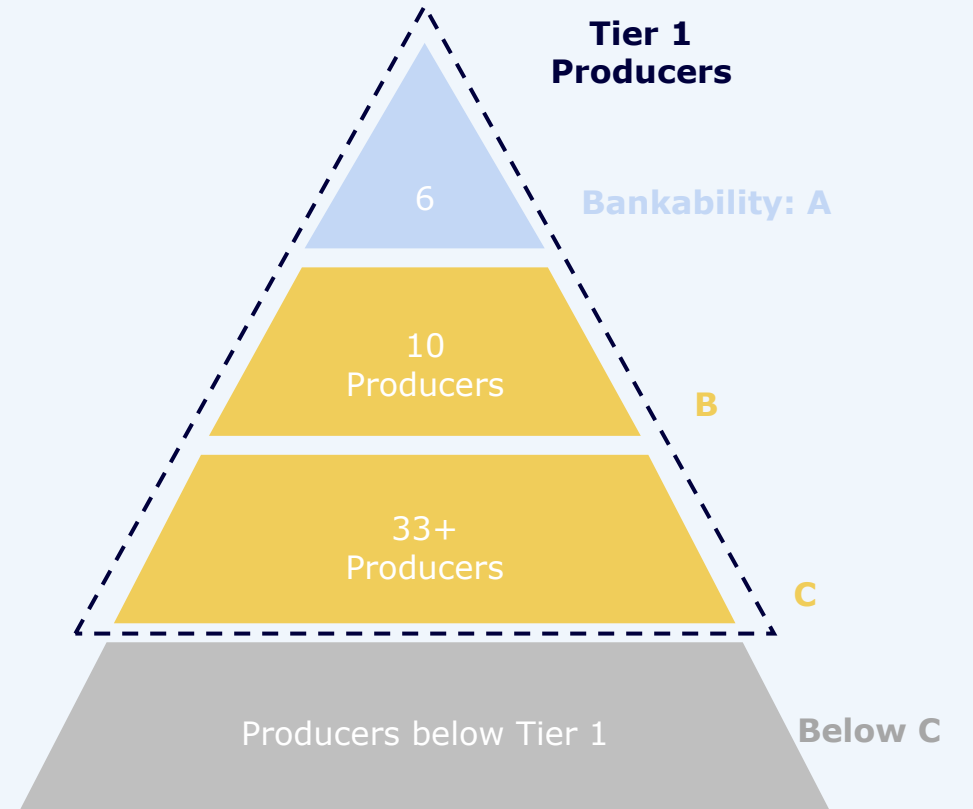 Tier 1
Producers
6
Bankability: A
10
Producers
B
33+
Producers
C
Producers below Tier 1
Below C